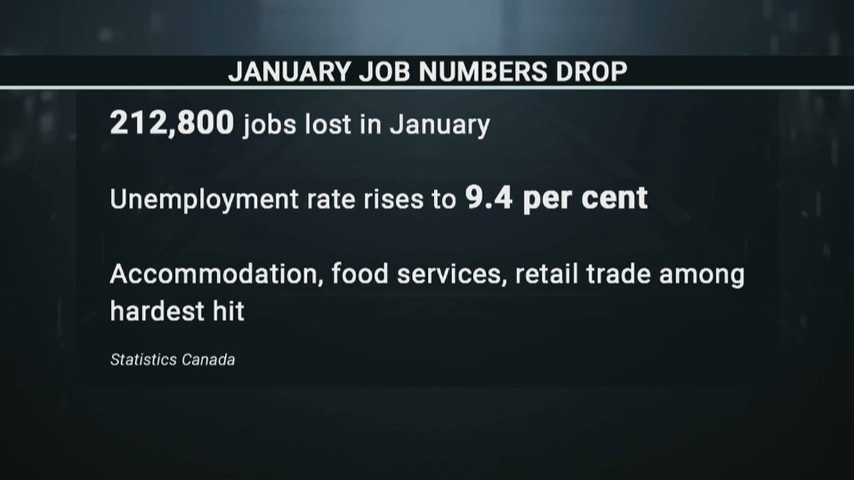 JANUARY JOB NUMBERS DROP
212,800 jobs lost in January
Unemployment rate rises to 9.4 per cent
Accommodation, food services, retail trade among
hardest hit
Statistics Canada